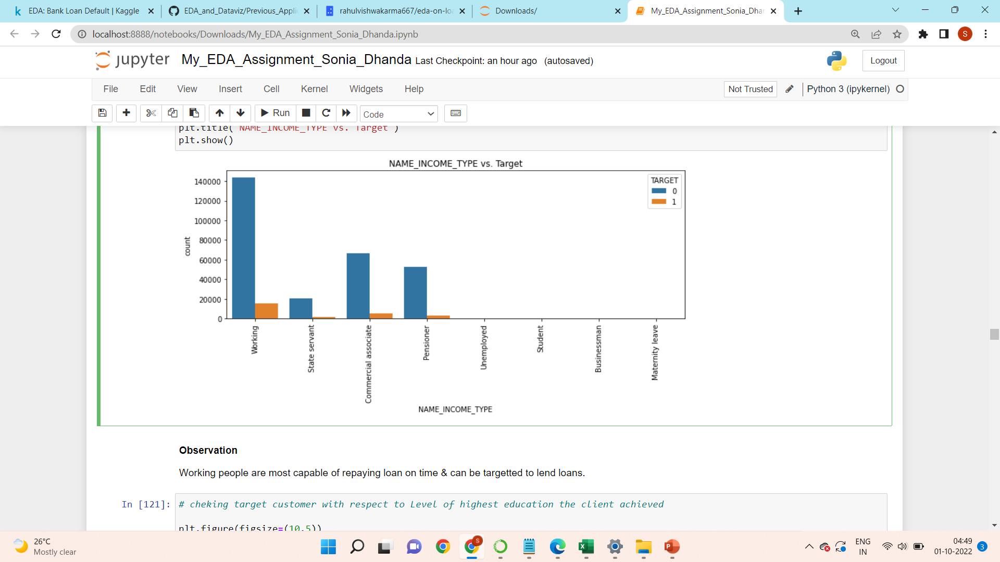 EDA: Bank Loan Default | Kaggle
EDA_and_Dataviz/Previous_Appli
rahulvishwakarma667/eda-on-loa
Downloads/
My_EDA_Assignment_Sonia_Dhar
localhost:8888/notebooks/Downloads/My_EDA_Assignment_Sonia_Dhanda.ipynb
S
jupyter My_EDA_Assignment_Sonia_Dhanda Last Checkpoint: an hour ago (autosaved)
Logout
File Edit View Insert Cell Kernel Widgets Help
Not Trusted Python 3 (ipykernel)
Run Code
plt.title("NAME_INCOME_TYPE vs. Target")
plt.show()
NAME_INCOME_TYPE vs. Target
TARGET
0
1
140000
120000
100000
80000
60000
40000
20000
0
count
Working
State servant
Commercial associate
Pensioner
Unemployed
Student
Businessman
Maternity leave
NAME_INCOME_TYPE
Observation
Working people are most capable of repaying loan on time & can be targetted to lend loans.
In [121]: # cheking target customer with respect to Level of highest education the client achieved
plt.figure(figsize=(10,5))
26°C
Mostly clear
S
ENG
IN
04:49
01-10-2022
3